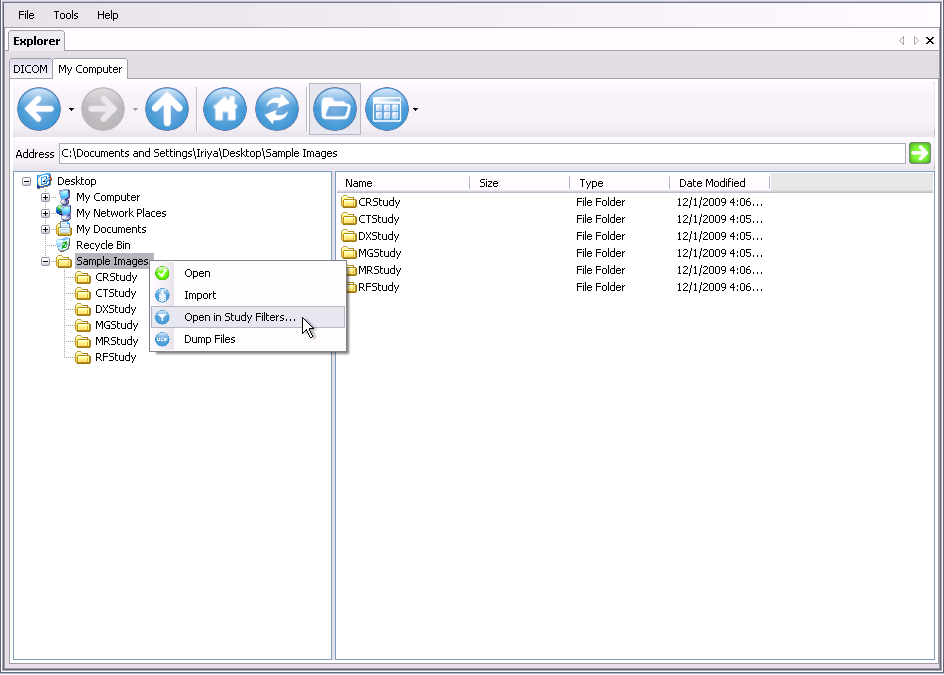 File Tools Help
Explorer
DICOM My Computer
Address C:\Documents and Settings\Iriya\Desktop\Sample Images
Desktop
My Computer
My Network Places
My Documents
Recycle Bin
Sample Images
CRStudy
CTStudy
DXStudy
MGStudy
MRStudy
RFStudy
Open
Import
Open in Study Filters...
Dump Files
Name Size Type Date Modified
CRStudy File Folder 12/1/2009 4:06...
CTStudy File Folder 12/1/2009 4:05...
DXStudy File Folder 12/1/2009 4:06...
MGStudy File Folder 12/1/2009 4:05...
MRStudy File Folder 12/1/2009 4:06...
RFStudy File Folder 12/1/2009 4:06...